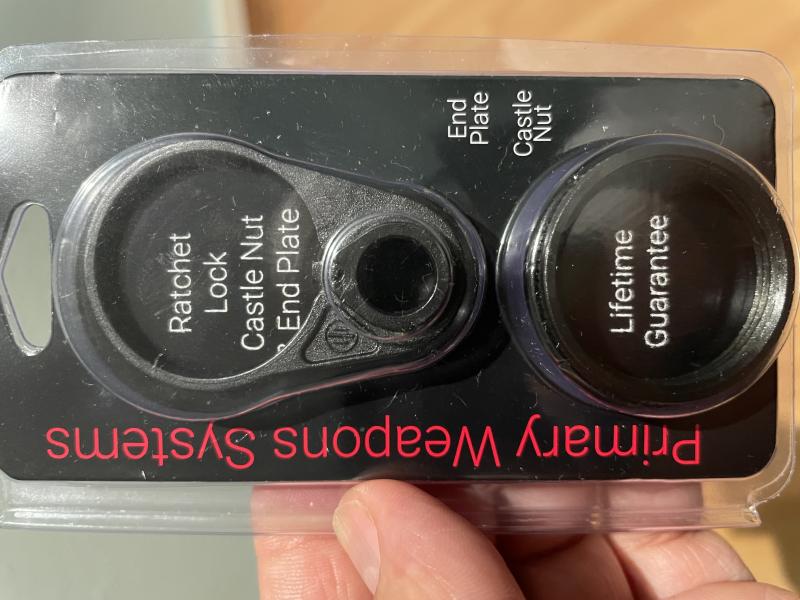 Primary Weapons Systems
Ratchet
Lock
Castle Nut
End Plate
End
Plate
Castle
Nut
Lifetime
Guarantee